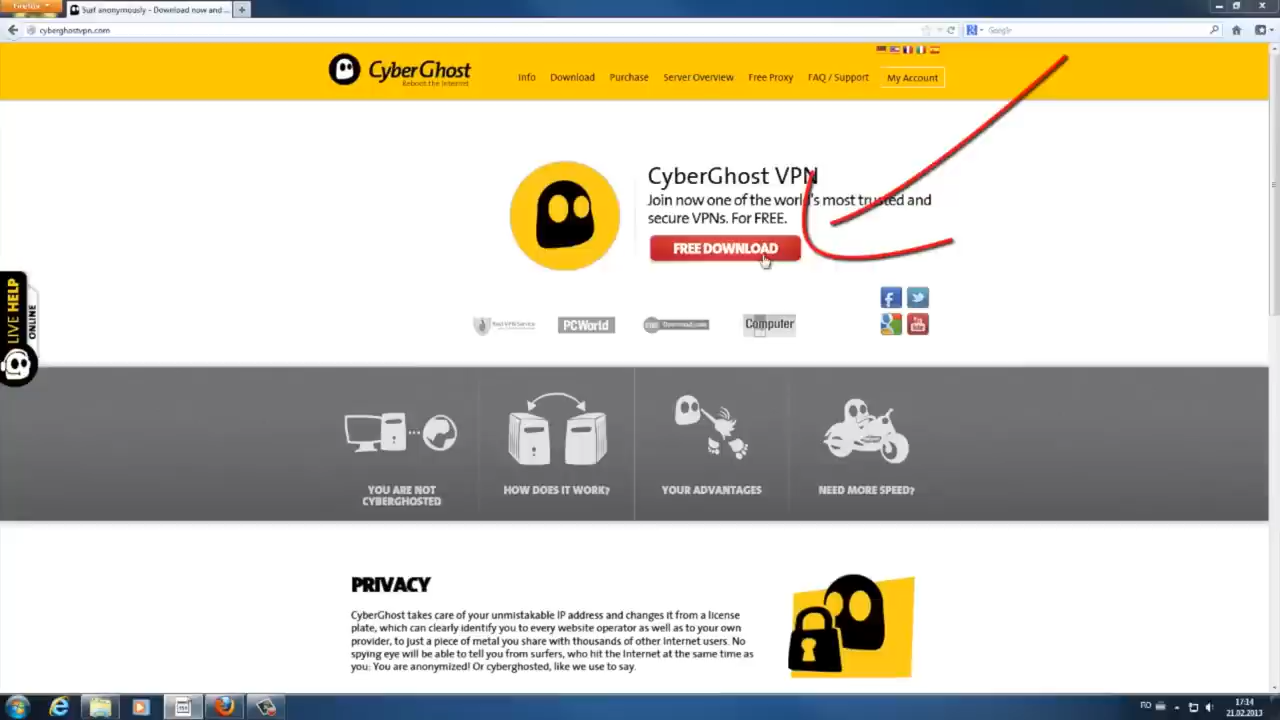 Firefox
Surf anonymously - Download now and ...
cyberghostvpn.com
Google
CyberGhost
Reboot the Internet
Info
Download
Purchase
Server Overview
Free Proxy
FAQ / Support
My Account
CyberGhost VPN
Join now one of the world's most trusted and
secure VPNs. For FREE.
FREE DOWNLOAD
LIVE HELP
ONLINE
PCWorld
Download.com
Computer
YOU ARE NOT
CYBERGHOSTED
HOW DOES IT WORK?
YOUR ADVANTAGES
NEED MORE SPEED?
PRIVACY
CyberGhost takes care of your unmistakable IP address and changes it from a license
plate, which can clearly identify you to every website operator as well as to your own
provider, to just a piece of metal you share with thousands of other Internet users. No
spying eye will be able to tell you from surfers, who hit the Internet at the same time as
you: You are anonymized! Or cyberghosted, like we use to say.
RO
17:14
21.02.2013